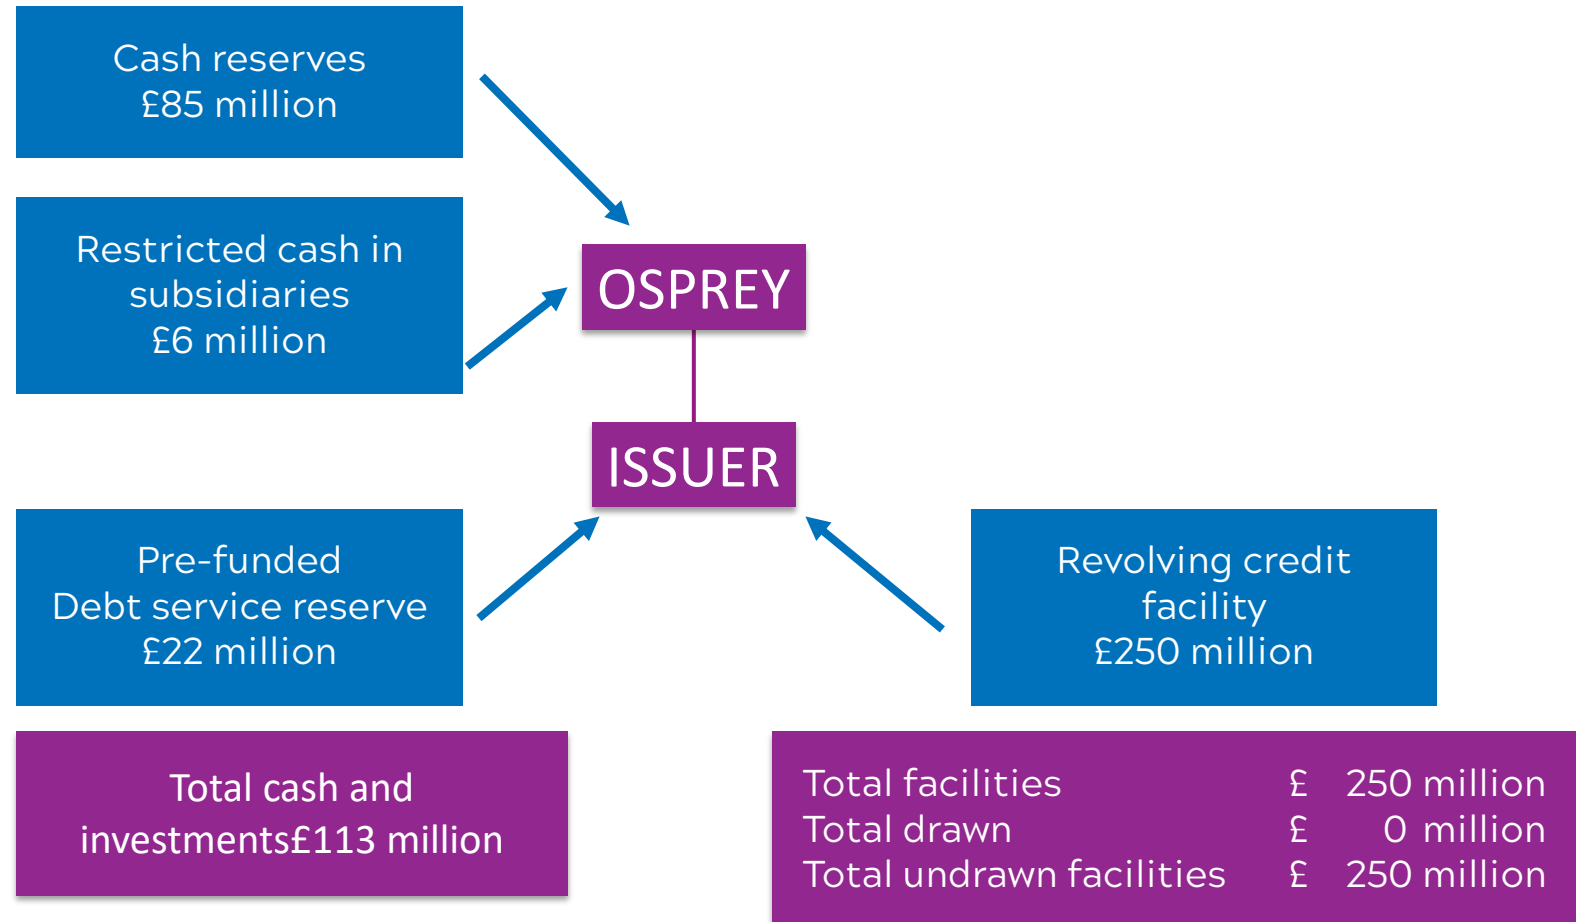 Cash reserves
£85 million
Restricted cash in
subsidiaries
£6 million
OSPREY
ISSUER
Pre-funded
Debt service reserve
£22 million
Revolving credit
facility
£250 million
Total cash and
investments£113 million
Total facilities £ 250 million
Total drawn £ 0 million
Total undrawn facilities £ 250 million